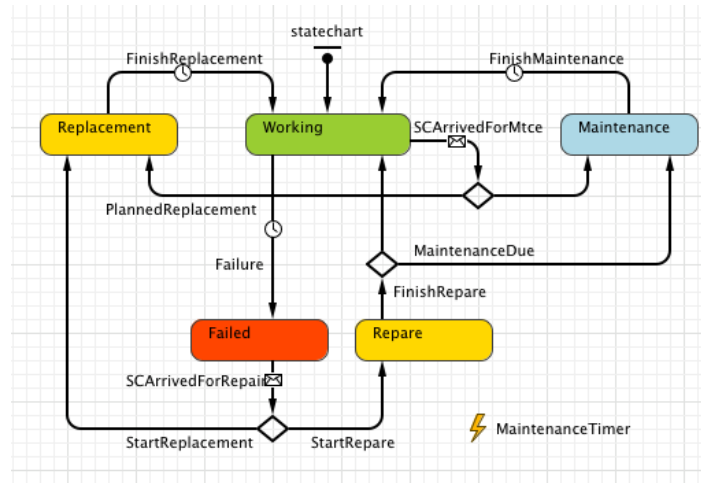 statechart
FinishReplacement
FinishMaintenance
Replacement
Working
SCArrivedForMtce
Maintenance
PlannedReplacement
Failure
MaintenanceDue
FinishRepare
Failed
Repare
SCArrivedForRepair
StartReplacement
StartRepare
MaintenanceTimer